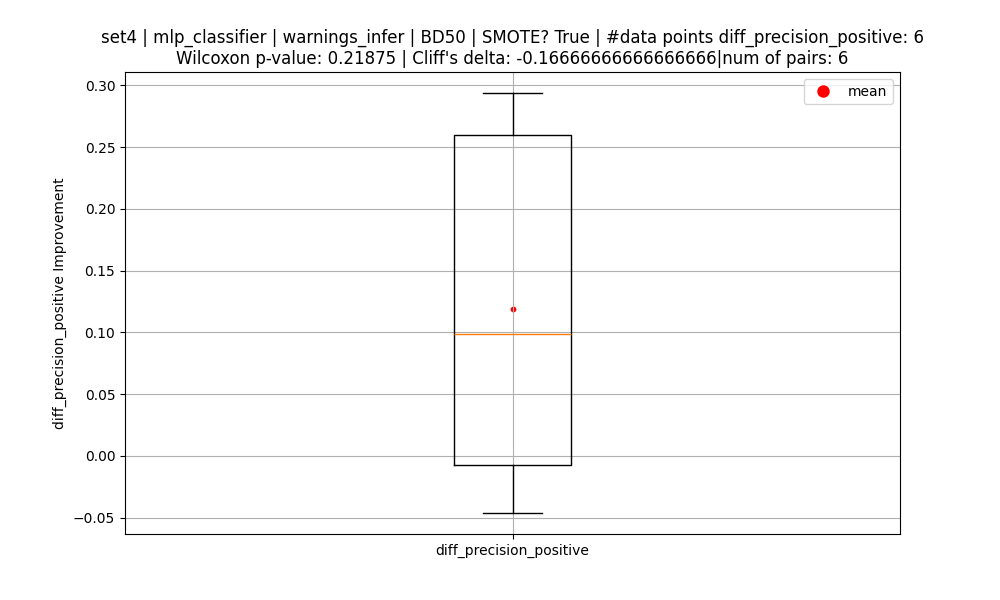 set4 | mlp_classifier | warnings_infer | BD50 | SMOTE? True | #data points diff_precision_positive: 6
Wilcoxon p-value: 0.21875 | Cliff's delta: -0.16666666666666666|num of pairs: 6
mean
0.30
0.25
0.20
0.15
0.10
0.05
0.00
−0.05
diff_precision_positive Improvement
diff_precision_positive